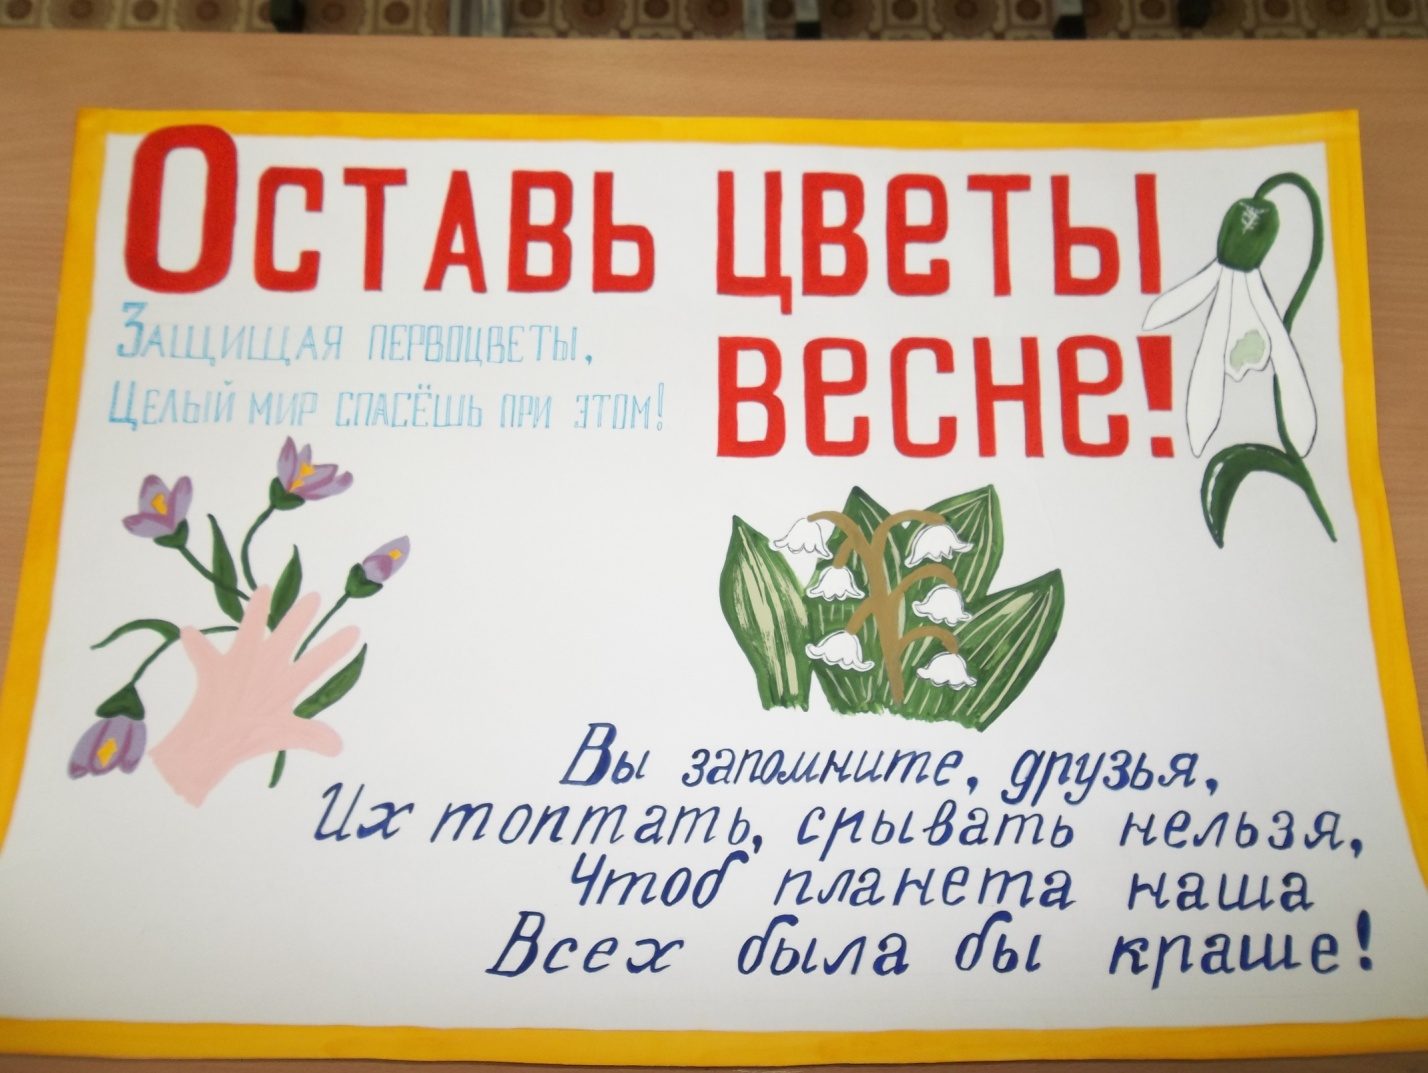 Оставь цветы
весне!
Защищая первоцветы,
Целый мир спасёшь при этом!
Вы запомните, друзья,
Их топтать, срывать нельзя,
Чтоб планета наша
Всех была бы краше!